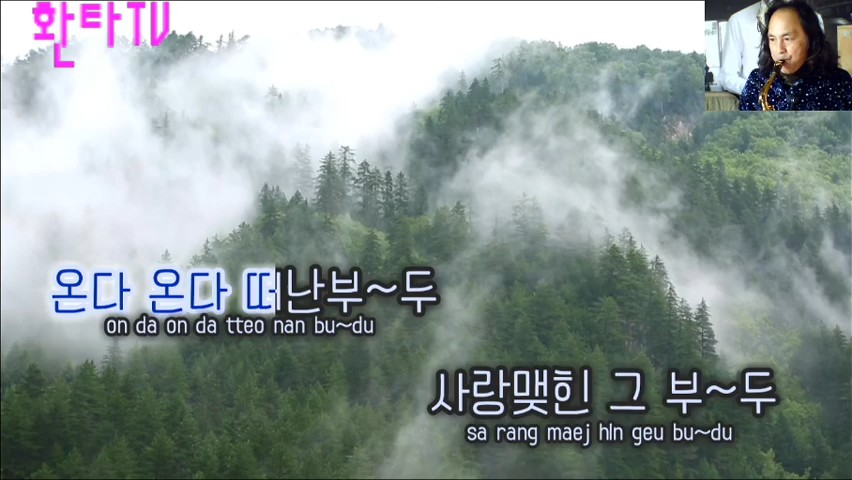 환타TV
온다 온다 떠난부~두
on da on da tteo nan bu~du
사랑맺힌 그 부~두
sa rang maej hIn geu bu~du